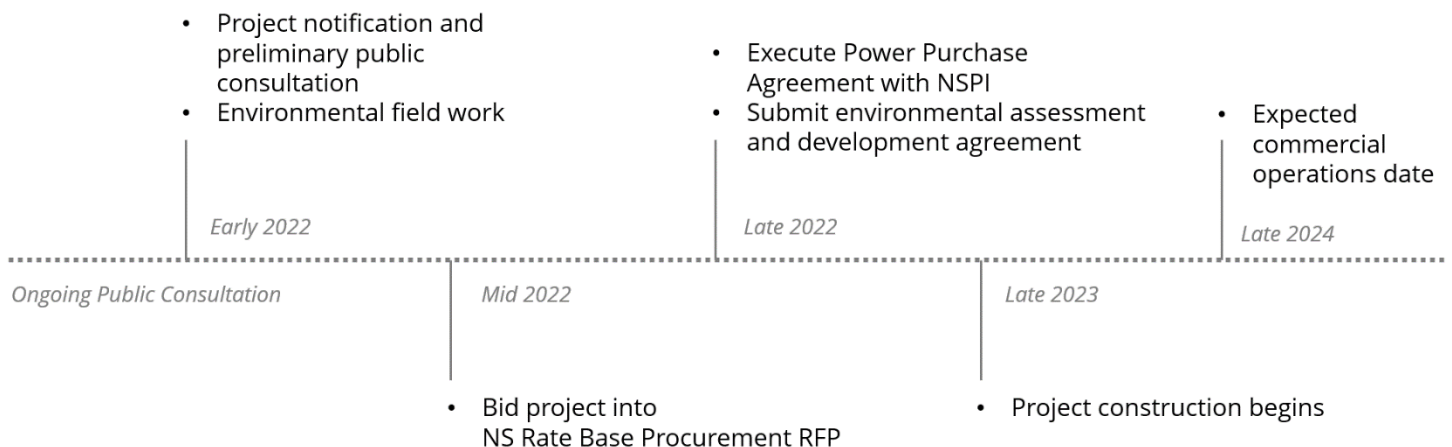 • Project notification and
preliminary public
consultation
• Environmental field work
Early 2022
• Execute Power Purchase
Agreement with NSPI
• Submit environmental assessment
and development agreement
Late 2022
• Expected
commercial
operations date
Late 2024
Ongoing Public Consultation
Mid 2022
• Bid project into
NS Rate Base Procurement RFP
Late 2023
• Project construction begins